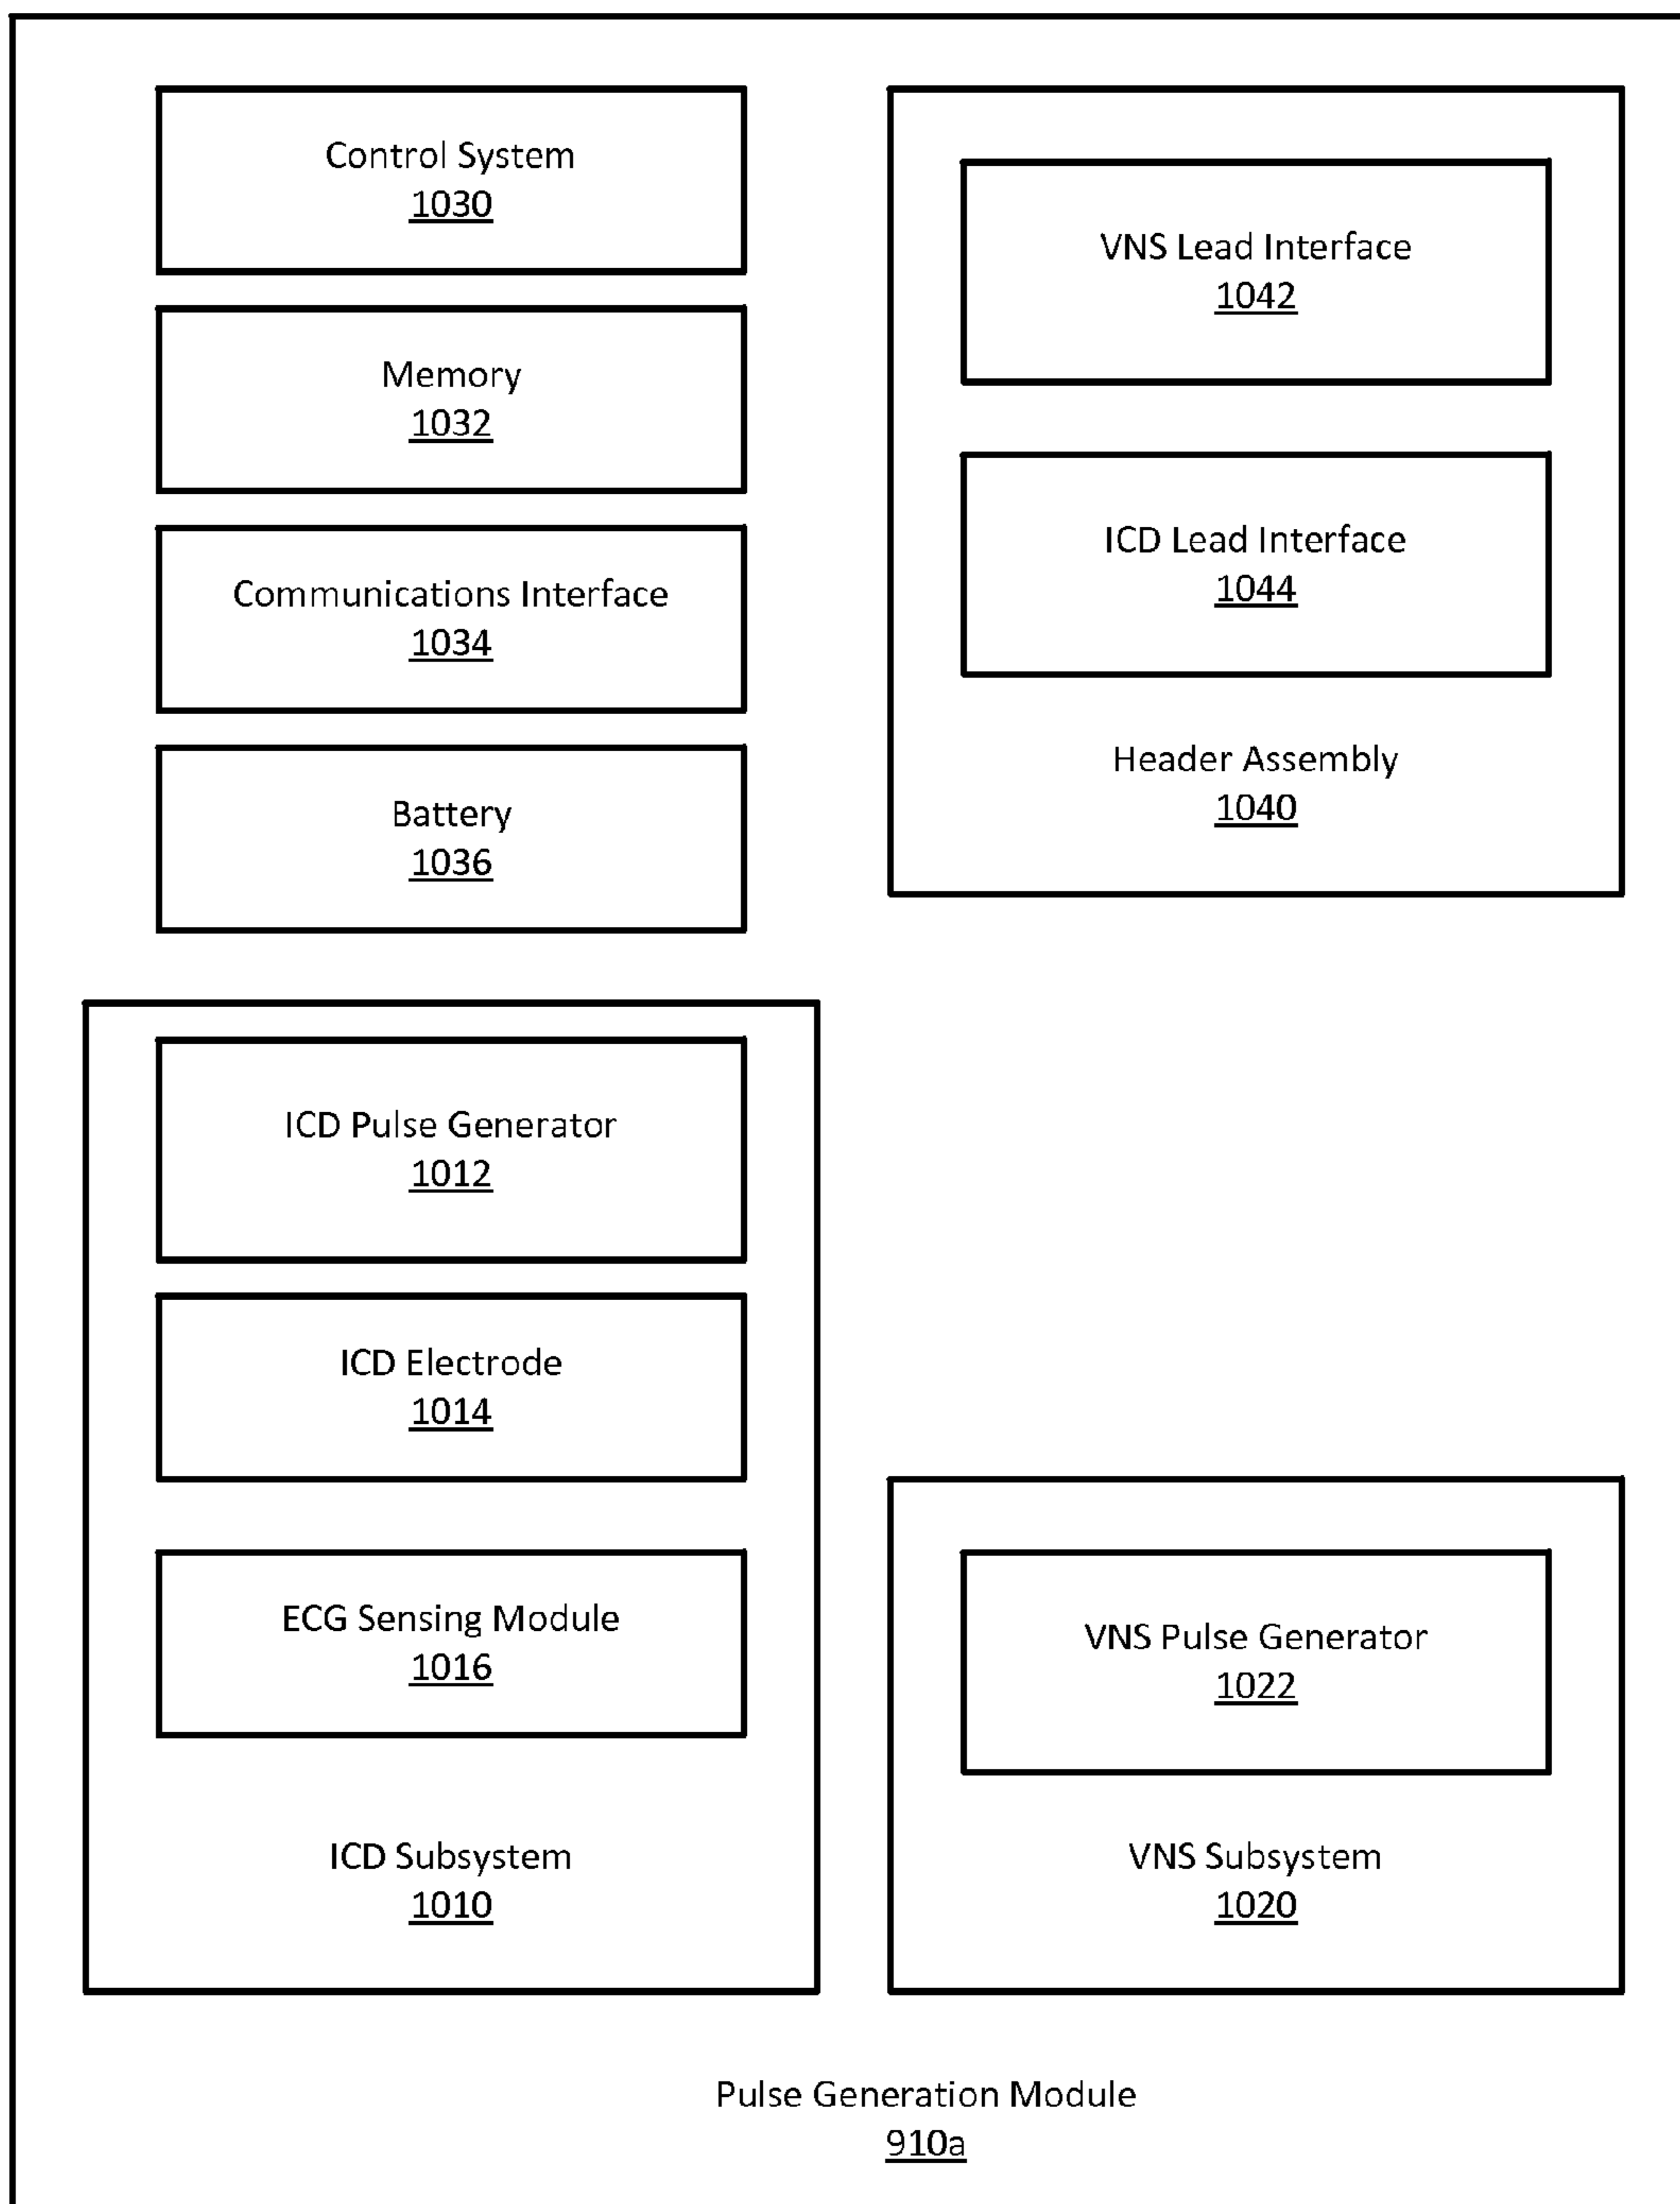 Control System
1030
Memory
1032
Communications Interface
1034
Battery
1036
VNS Lead Interface
1042
ICD Lead Interface
1044
Header Assembly
1040
ICD Pulse Generator
1012
ICD Electrode
1014
ECG Sensing Module
1016
ICD Subsystem
1010
VNS Pulse Generator
1022
VNS Subsystem
1020
Pulse Generation Module
910a